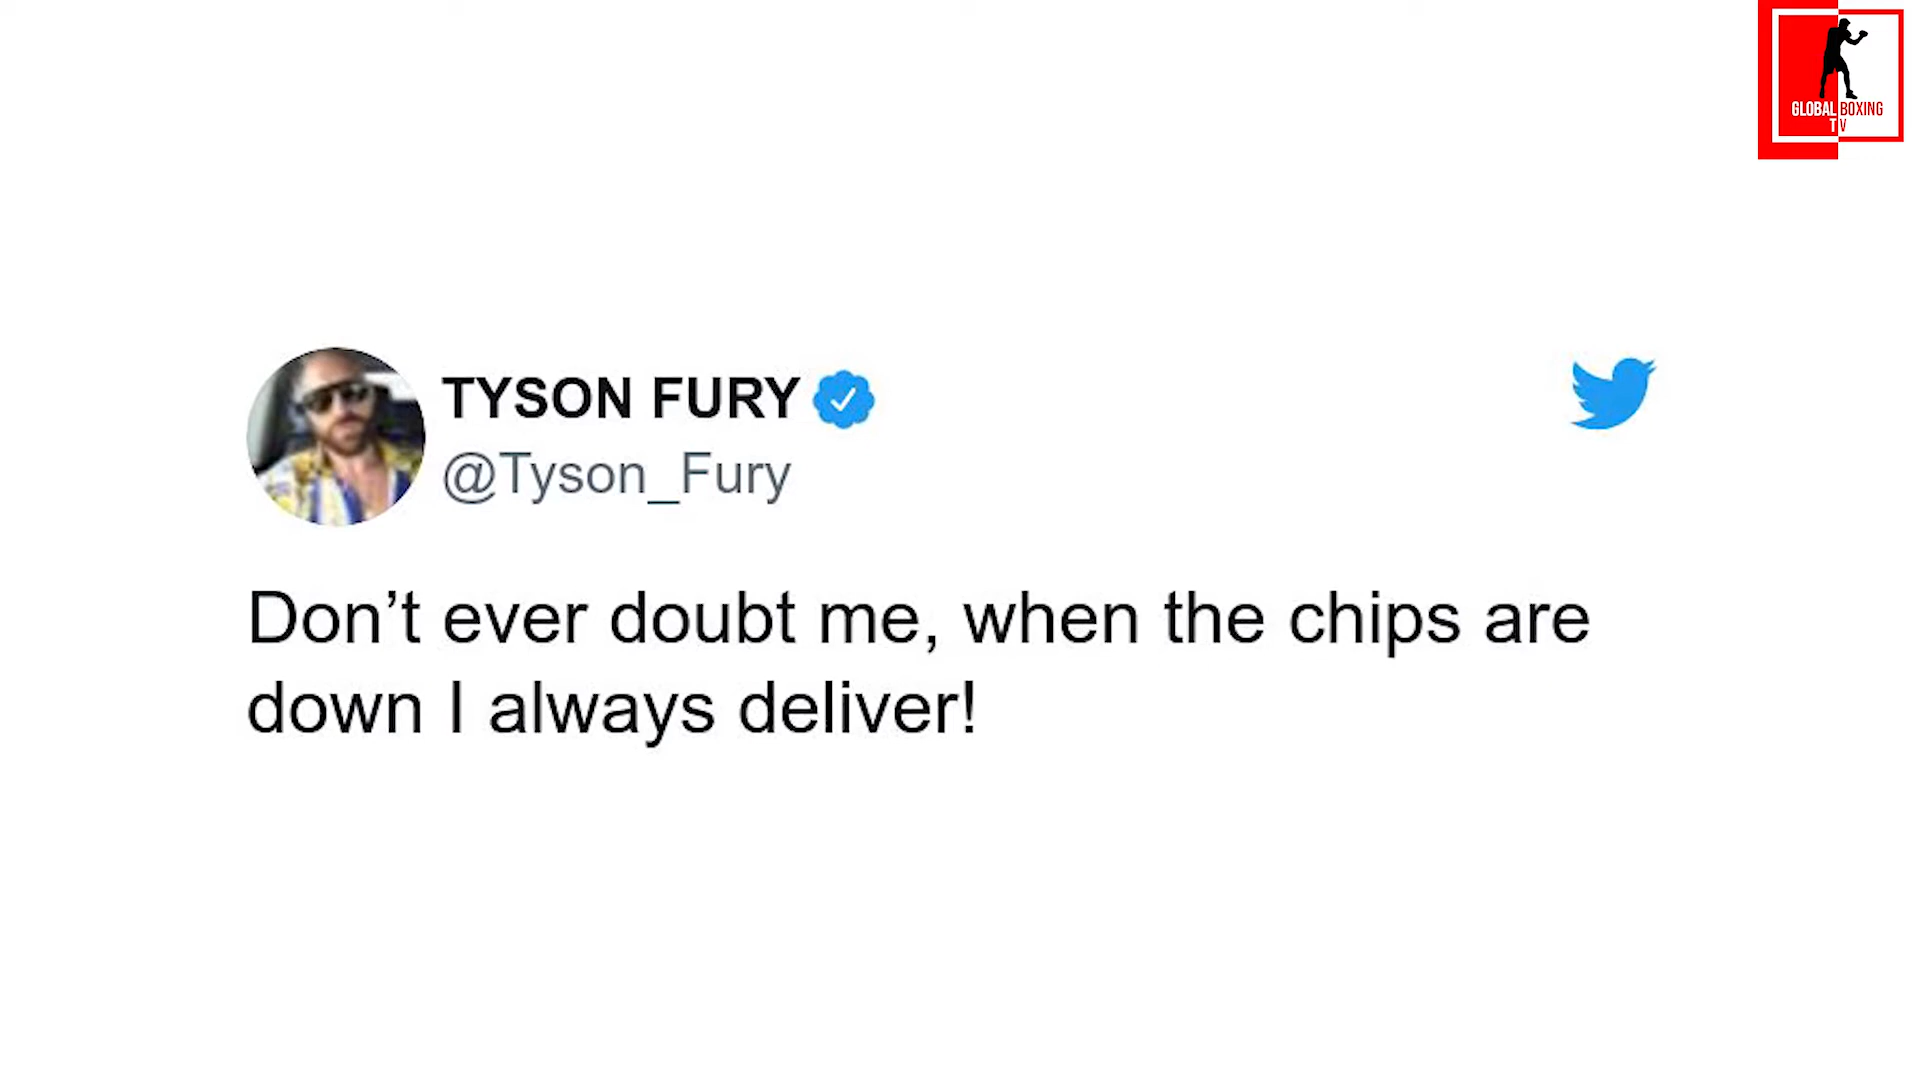 GLOBAL BOXING
TV
TYSON FURY
@Tyson_Fury
Don’t ever doubt me, when the chips are
down I always deliver!